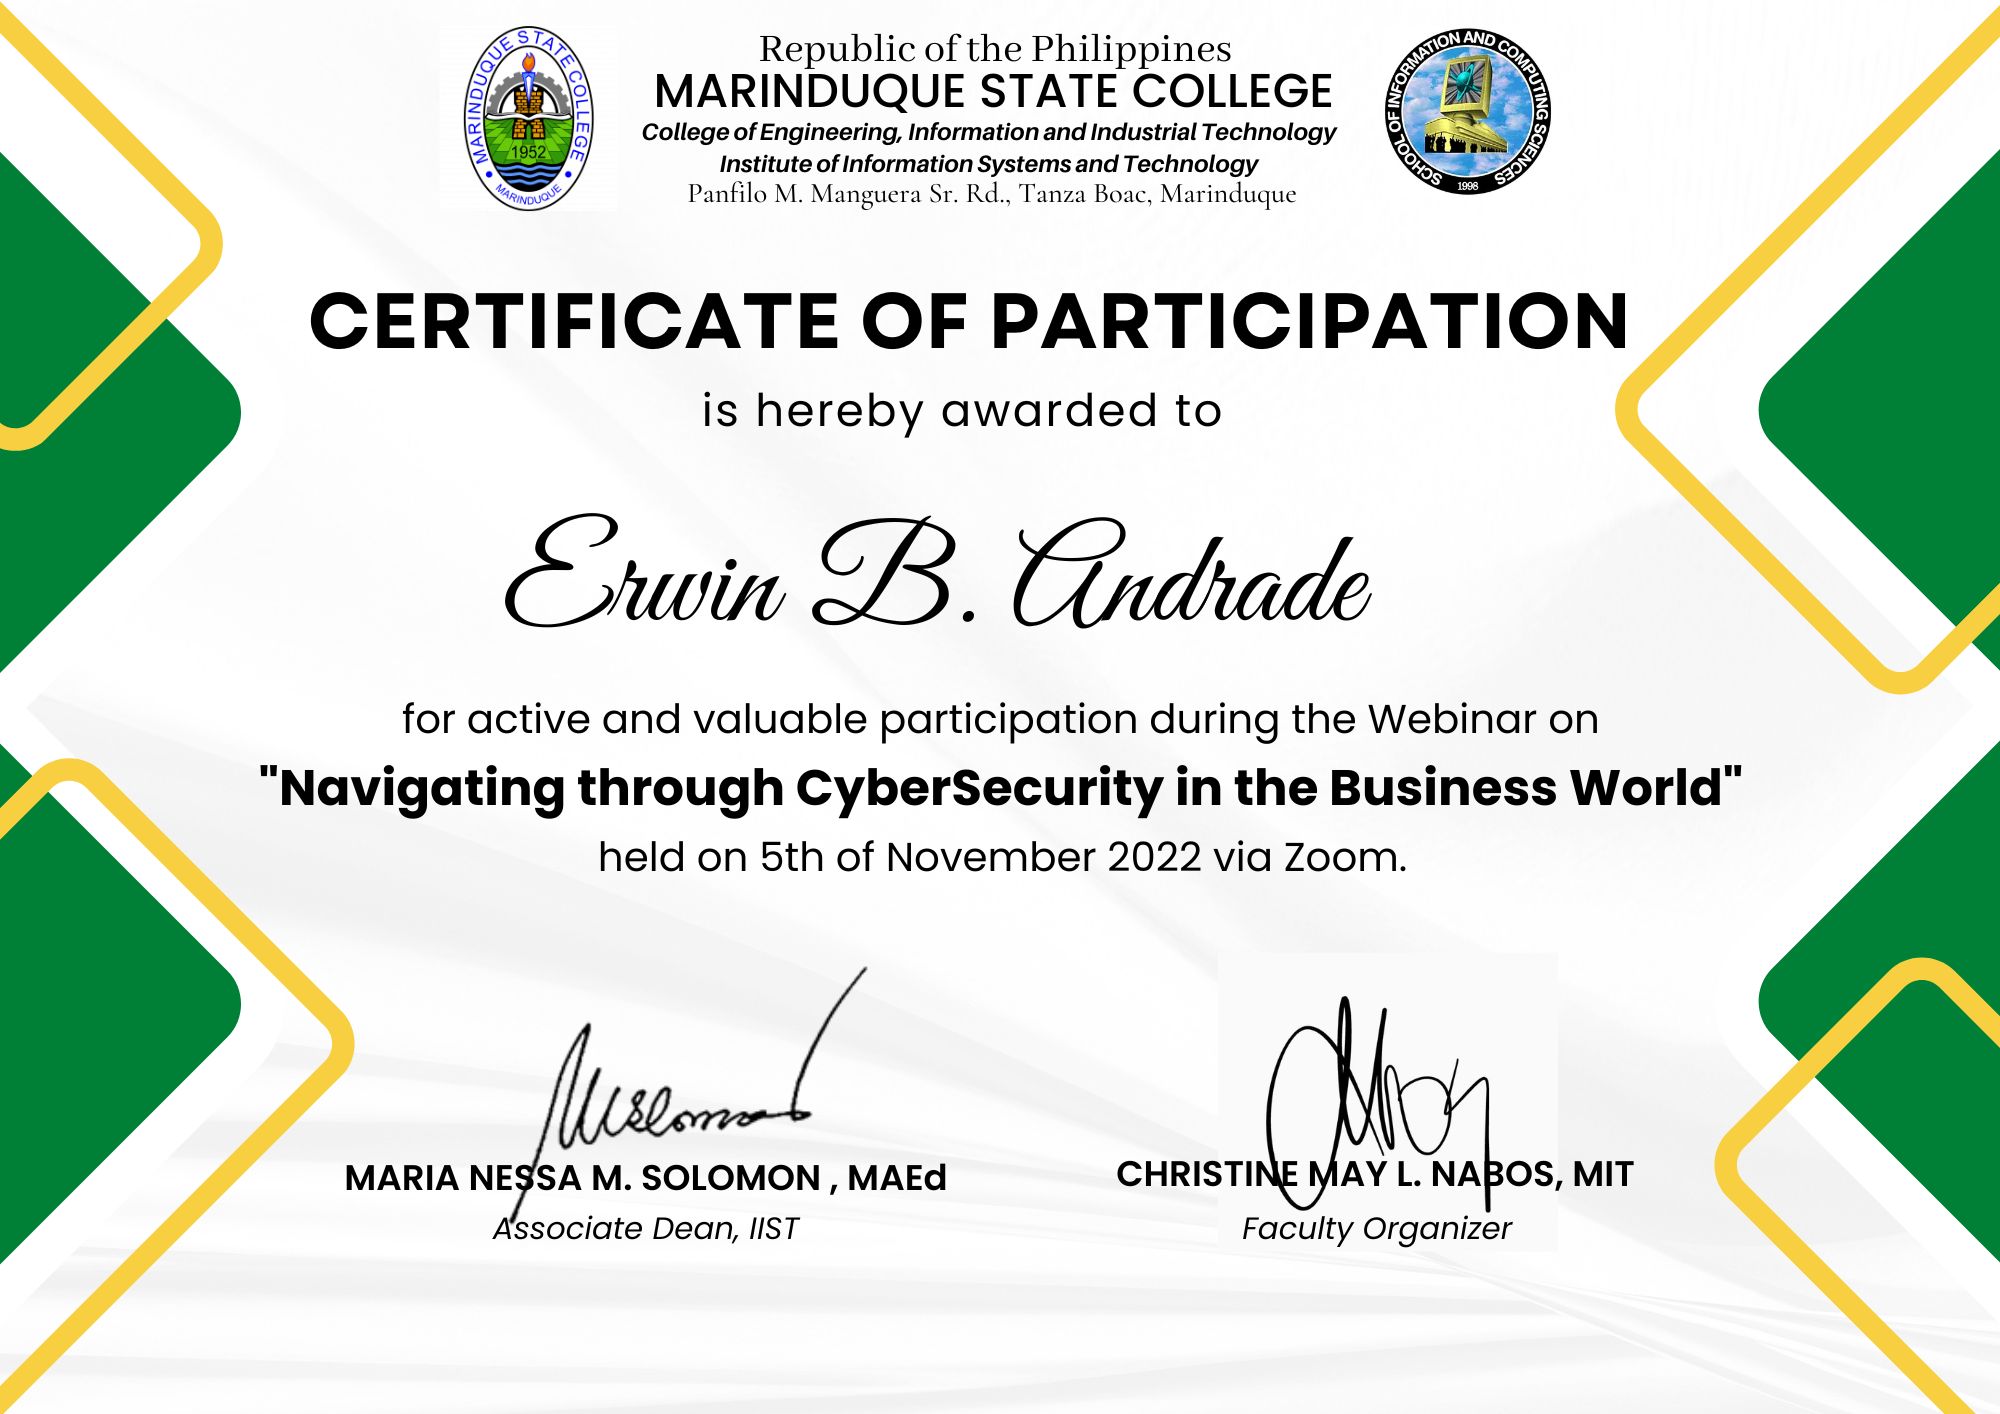 Republic of the Philippines
MARINDUQUE STATE COLLEGE
College of Engineering, Information and Industrial Technology
Institute of Information Systems and Technology
Panfilo M. Manguera Sr. Rd., Tanza Boac, Marinduque
MARINDUQUE STATE COLLEGE
1952
MARINDUQUE
SCHOOL OF INFORMATION AND COMPUTING SCIENCES
1998
CERTIFICATE OF PARTICIPATION
is hereby awarded to
Erwin B. Andrade
for active and valuable participation during the Webinar on
"Navigating through CyberSecurity in the Business World"
held on 5th of November 2022 via Zoom.
MARIA NESSA M. SOLOMON , MAEd
Associate Dean, IIST
CHRISTINE MAY L. NABOS, MIT
Faculty Organizer